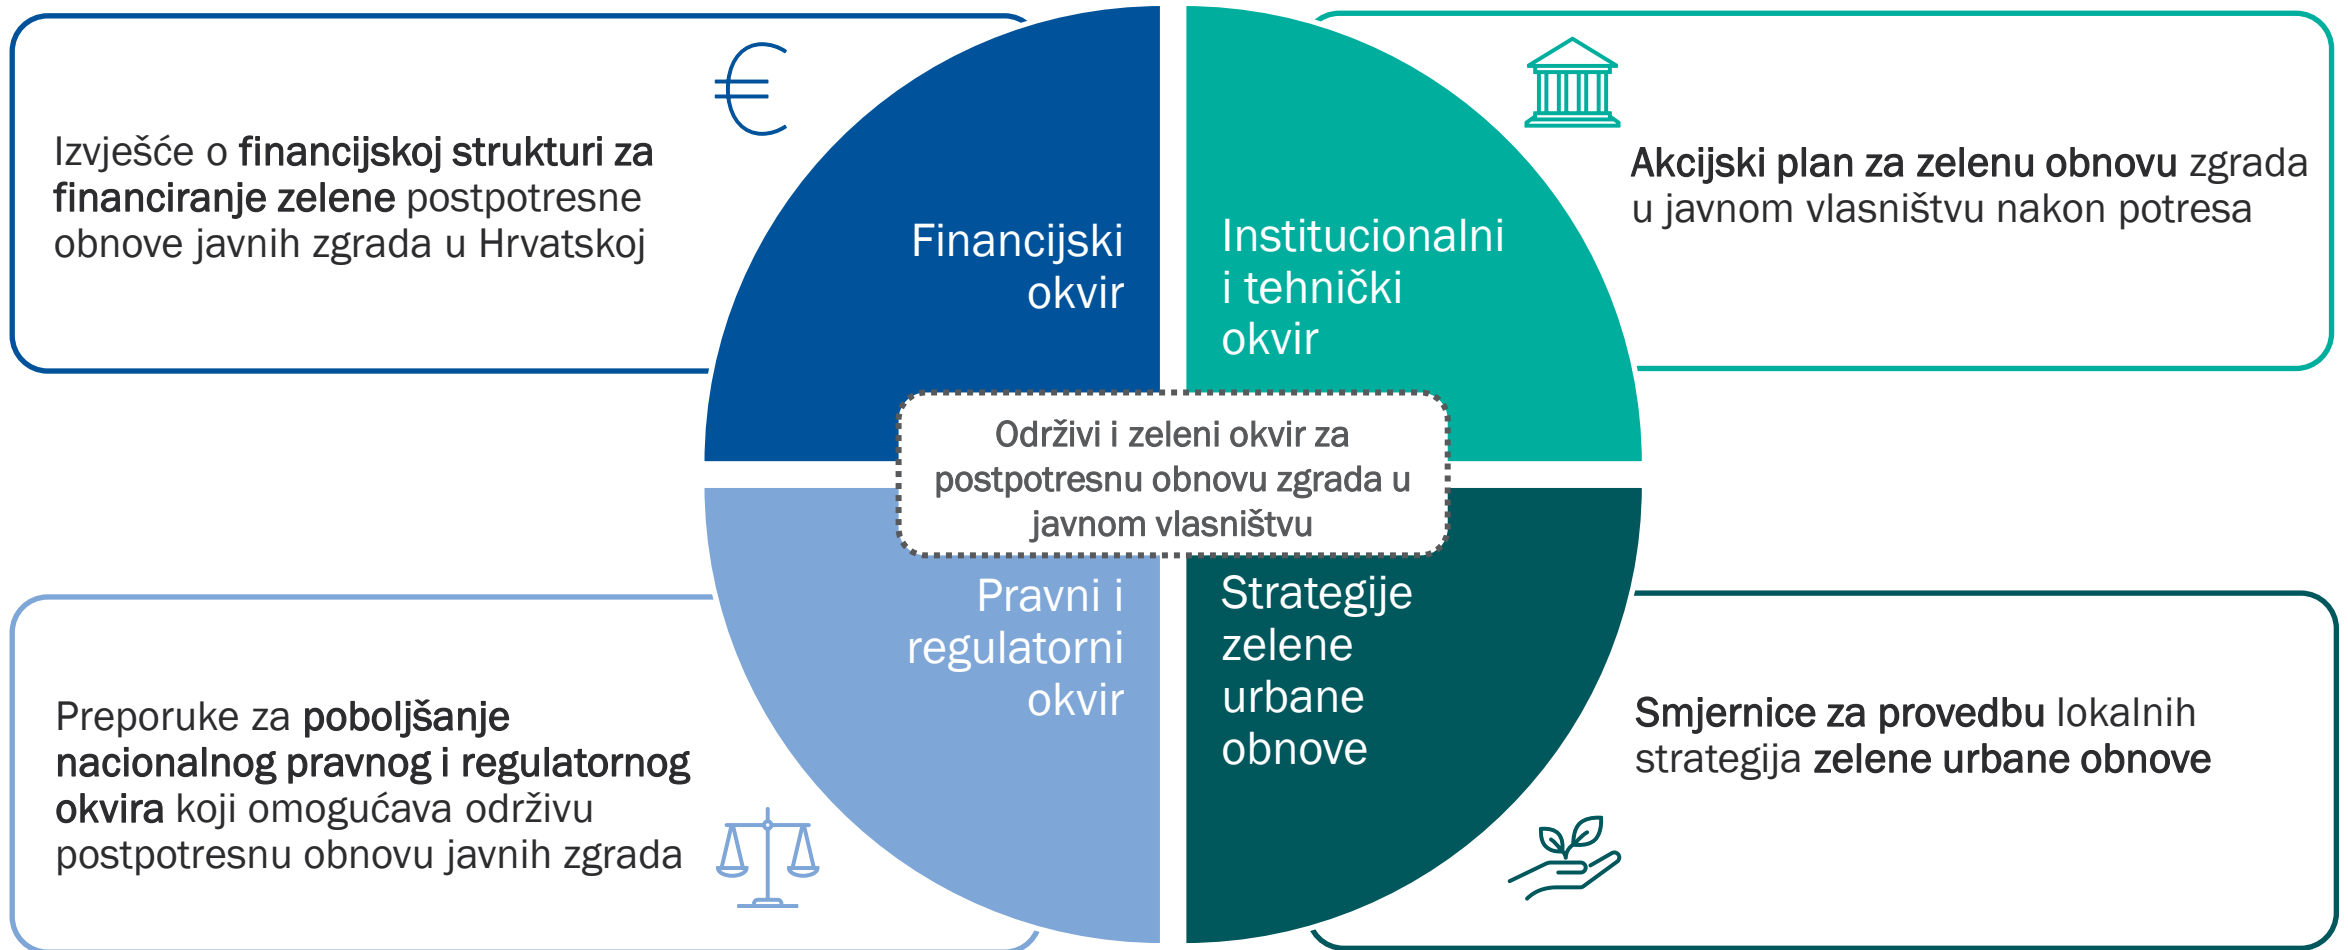 Izvješće o financijskoj strukturi za
financiranje zelene postpotresne
obnove javnih zgrada u Hrvatskoj
Financijski
okvir
Institucionalni
i tehnički
okvir
Akcijski plan za zelenu obnovu zgrada
u javnom vlasništvu nakon potresa
Održivi i zeleni okvir za
postpotresnu obnovu zgrada u
javnom vlasništvu
Preporuke za poboljšanje
nacionalnog pravnog i regulatornog
okvira koji omogućava održivu
postpotresnu obnovu javnih zgrada
Pravni i
regulatorni
okvir
Strategije
zelene
urbane
obnove
Smjernice za provedbu lokalnih
strategija zelene urbane obnove